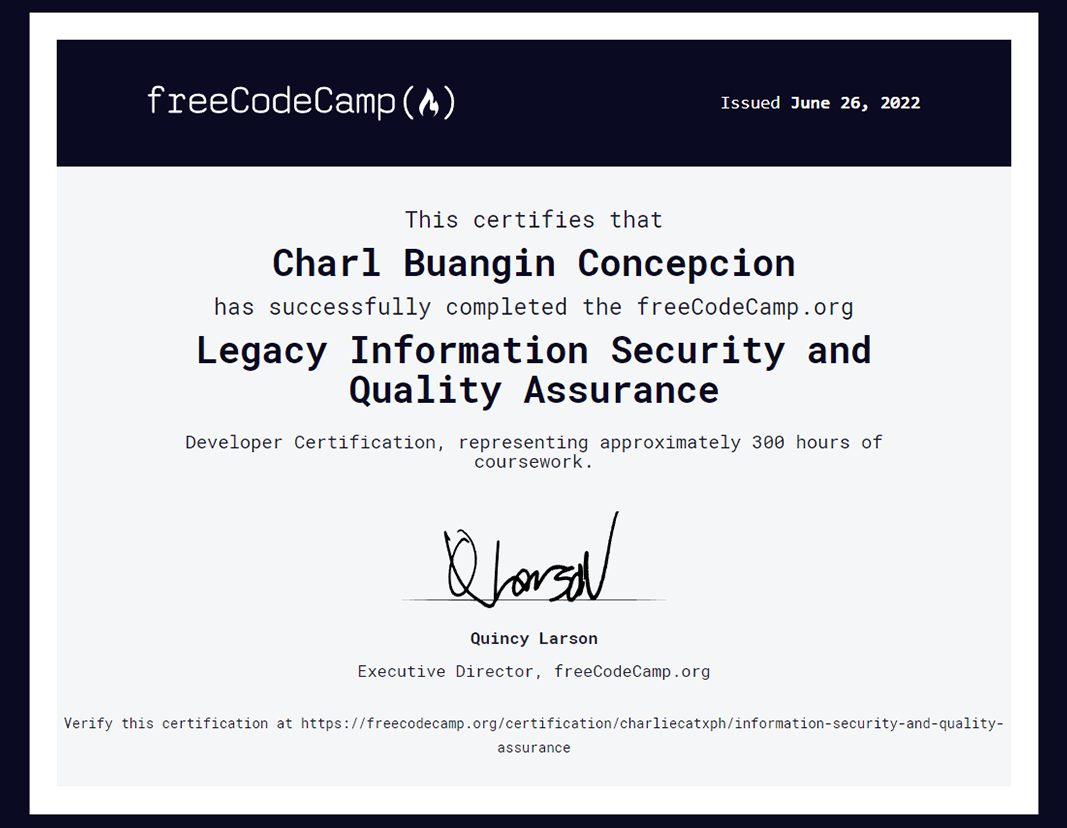 freeCodeCamp(🔥)
Issued June 26, 2022
This certifies that
Charl Buangin Concepcion
has successfully completed the freeCodeCamp.org
Legacy Information Security and
Quality Assurance
Developer Certification, representing approximately 300 hours of
coursework.
Q Larson
Quincy Larson
Executive Director, freeCodeCamp.org
Verify this certification at https://freecodecamp.org/certification/charliecatxph/information-security-and-quality-
assurance